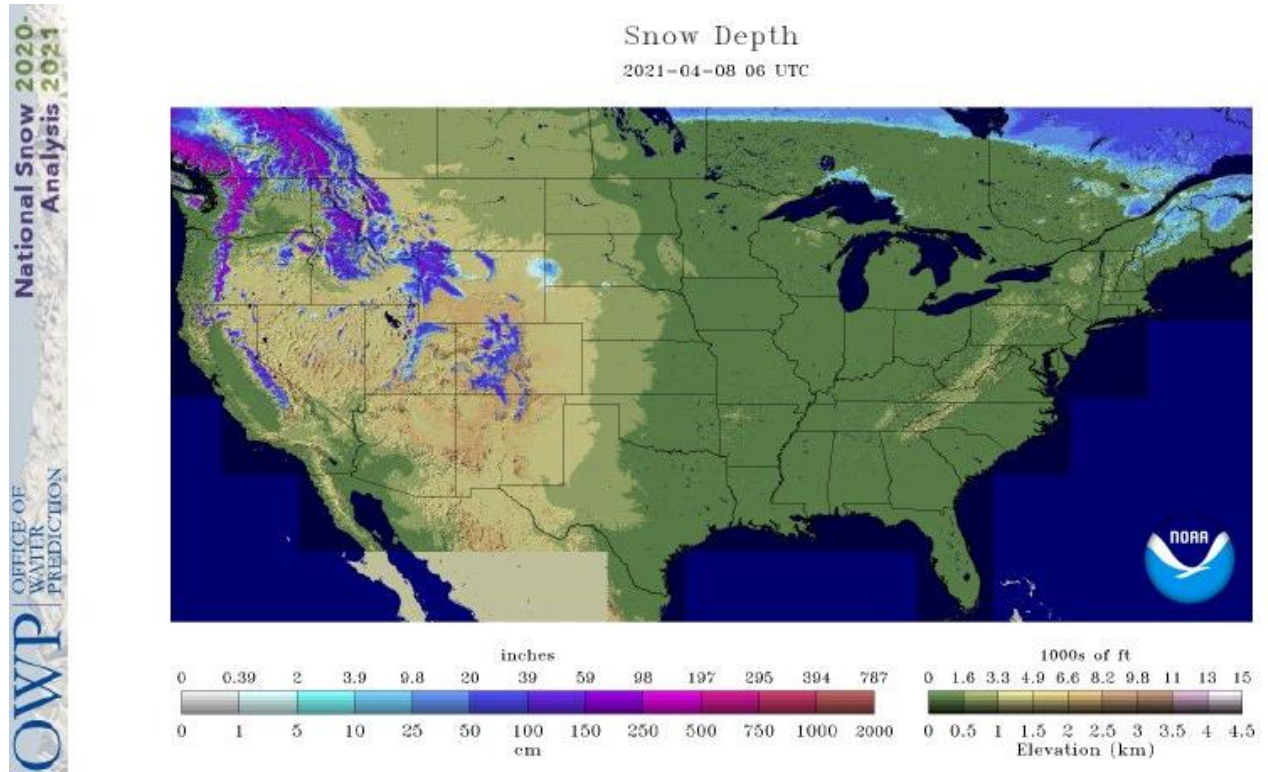 National Snow 2020-
Analysis 2021
OWP
OFFICE OF
WATER
PREDICTION
Snow Depth
2021-04-08 06 UTC
NOAA
inches
0 0.39 2 3.9 9.8 20 39 59 98 197 295 394 787
0 1 5 10 25 50 100 150 250 500 750 1000 2000
cm
1000s of ft
0 1.6 3.3 4.9 6.6 8.2 9.8 11 13 15
0 0.5 1 1.5 2 2.5 3 3.5 4 4.5
Elevation (km)